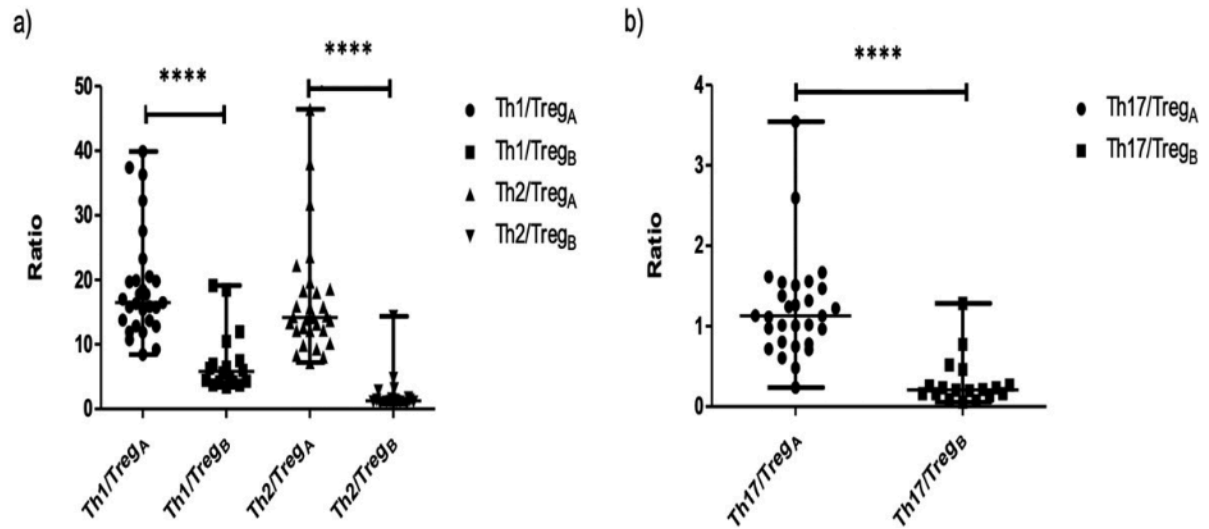 a)
****
****
50
40
30
20
10
0
Ratio
Th1/TregA
Th1/TregB
Th2/TregA
Th2/TregB
Th1/TregA
Th1/TregB
Th2/TregA
Th2/TregB
b)
****
4
3
2
1
0
Ratio
Th17/TregA
Th17/TregB
Th17/TregA
Th17/TregB